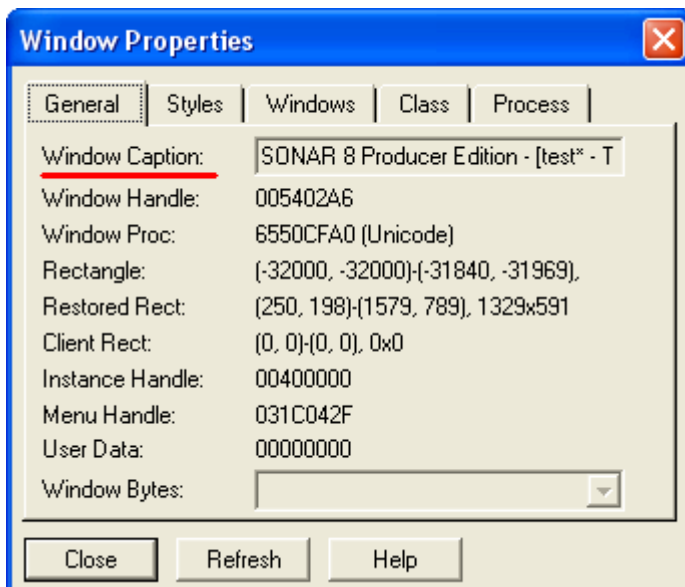 Window Properties
General Styles Windows Class Process
Window Caption: SONAR 8 Producer Edition - [test* - T
Window Handle: 005402A6
Window Proc: 6550CFA0 (Unicode)
Rectangle: (-32000, -32000)-(-31840, -31969),
Restored Rect: (250, 198)-(1579, 789), 1329x591
Client Rect: (0, 0)-(0, 0), 0x0
Instance Handle: 00400000
Menu Handle: 031C042F
User Data: 00000000
Window Bytes:
Close Refresh Help